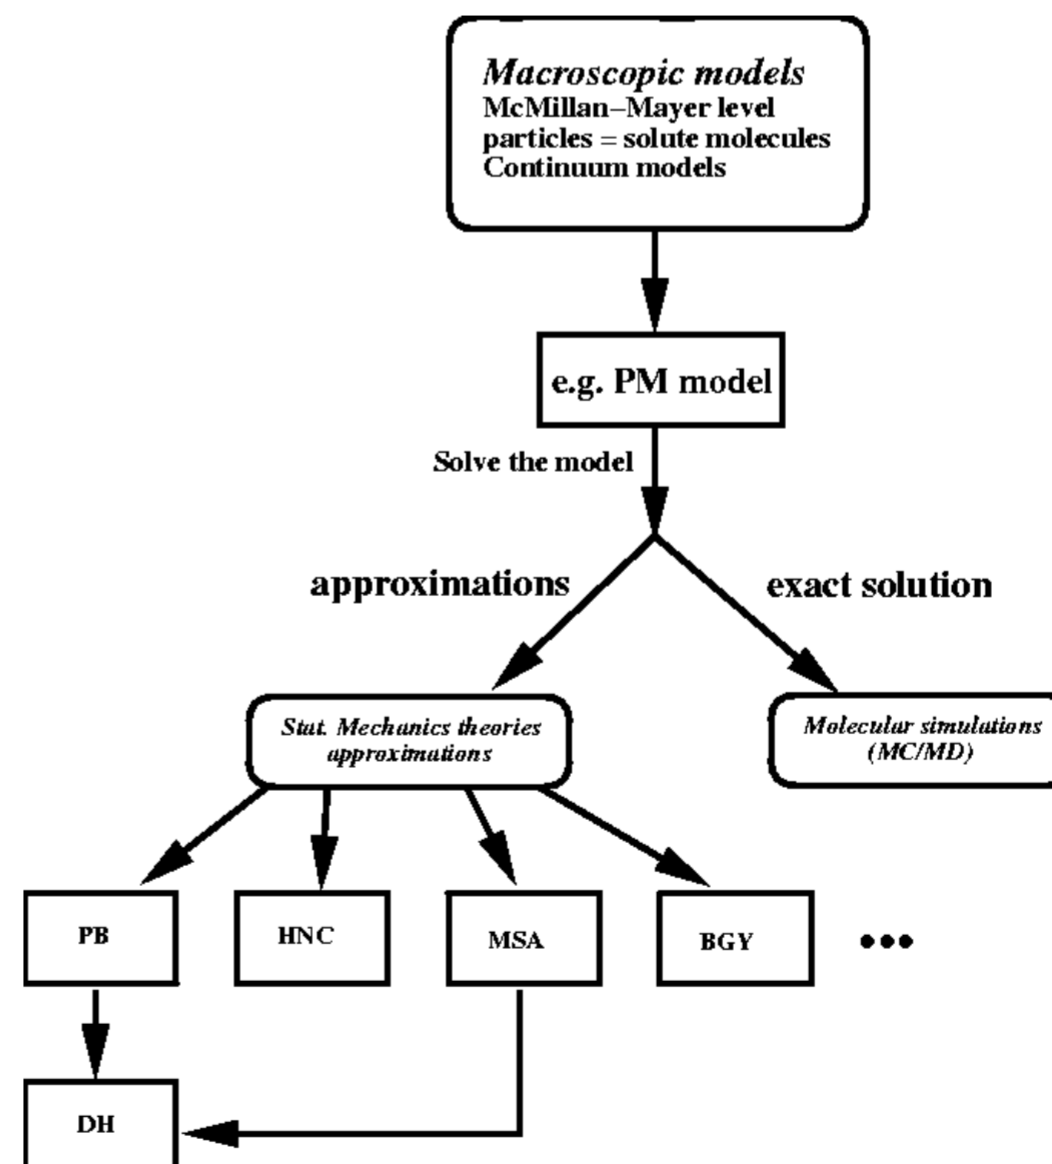 Macroscopic models
McMillan–Mayer level
particles = solute molecules
Continuum models
e.g. PM model
Solve the model
approximations
exact solution
Stat. Mechanics theories
approximations
Molecular simulations
(MC/MD)
PB
HNC
MSA
BGY
•••
DH